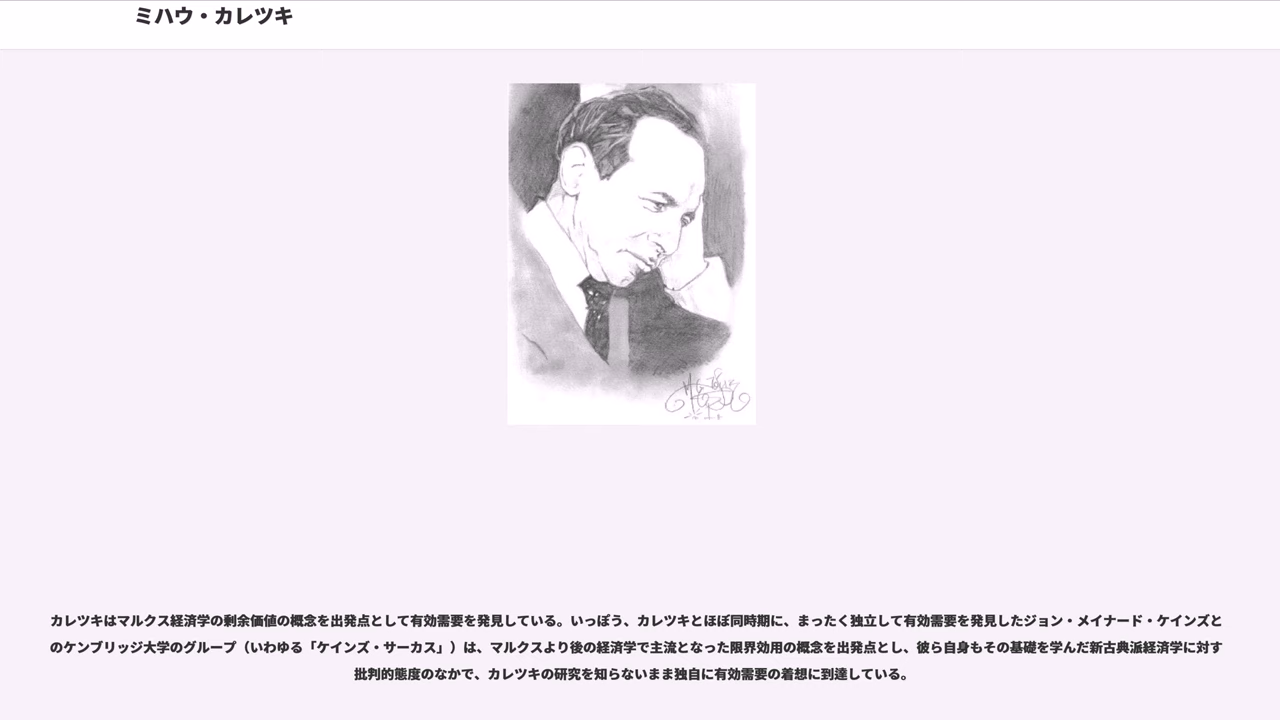 ミハウ・カレツキ
カレツキはマルクス経済学の剰余価値の概念を出発点として有効需要を発見している。いっぽう、カレツキとほぼ同時期に、まったく独立して有効需要を発見したジョン・メイナード・ケインズと
のケンブリッジ大学のグループ（いわゆる「ケインズ・サーカス」）は、マルクスより後の経済学で主流となった限界効用の概念を出発点とし、彼ら自身もその基礎を学んだ新古典派経済学に対す
批判的態度のなかで、カレツキの研究を知らないまま独自に有効需要の着想に到達している。